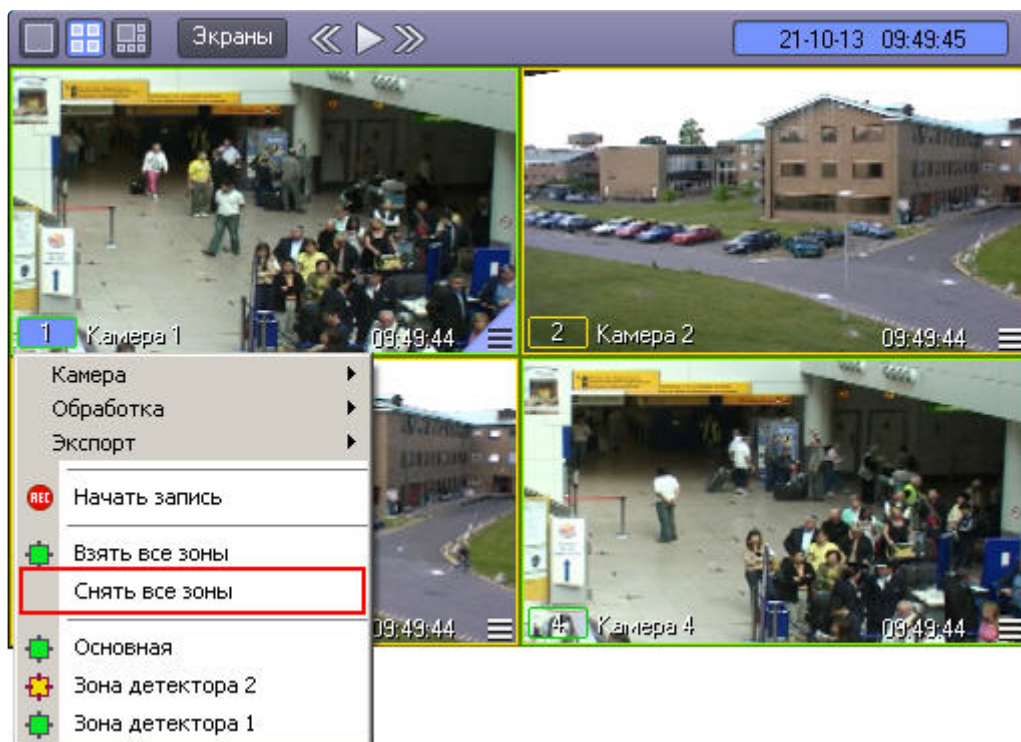 Экраны
21-10-13 09:49:45
1 Камера 1 09:49:44
2 Камера 2 09:49:44
Камера
Обработка
Экспорт
REC Начать запись
Взять все зоны
Снять все зоны
Основная
Зона детектора 2
Зона детектора 1
09:49:44
4 Камера 4 09:49:44